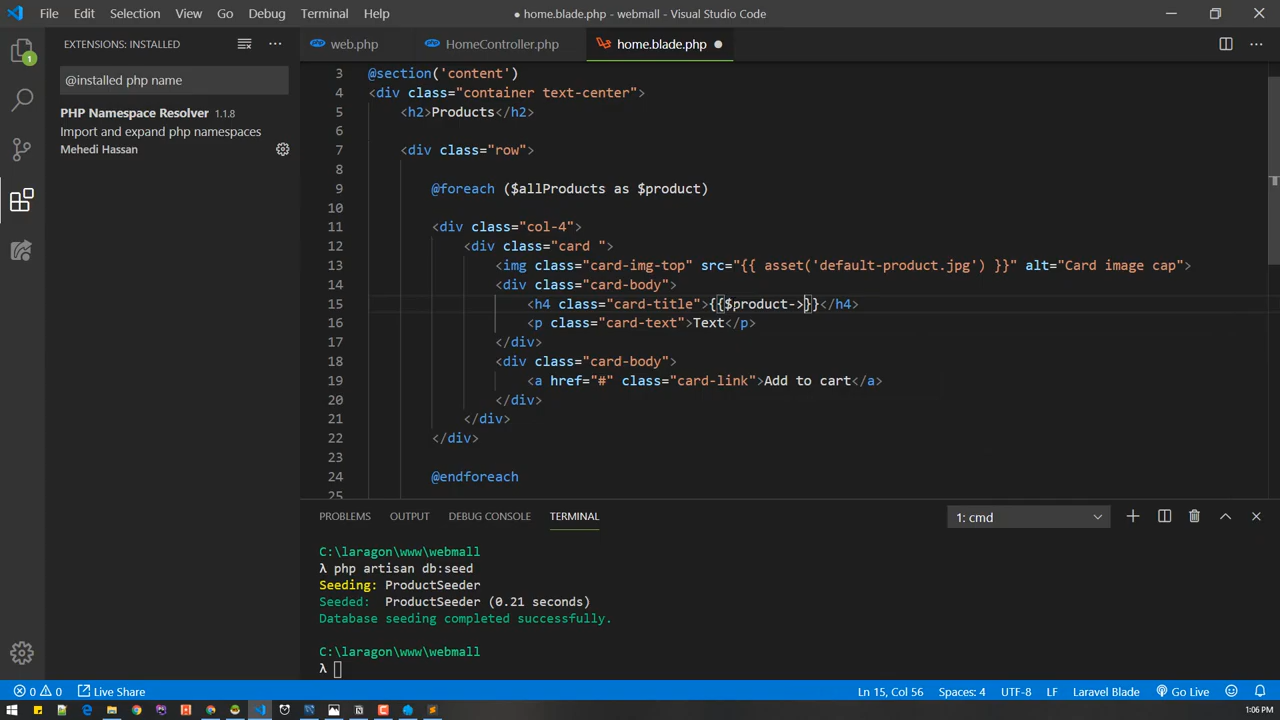 File Edit Selection View Go Debug Terminal Help ● home.blade.php - webmall - Visual Studio Code
EXTENSIONS: INSTALLED
web.php HomeController.php home.blade.php
1
@installed php name
PHP Namespace Resolver 1.1.8
Import and expand php namespaces
Mehedi Hassan
3 @section('content')
4 <div class="container text-center">
5 <h2>Products</h2>
6
7 <div class="row">
8
9 @foreach ($allProducts as $product)
10
11 <div class="col-4">
12 <div class="card ">
13 <img class="card-img-top" src="{{ asset('default-product.jpg') }}" alt="Card image cap">
14 <div class="card-body">
15 <h4 class="card-title">{{$product->}}</h4>
16 <p class="card-text">Text</p>
17 </div>
18 <div class="card-body">
19 <a href="#" class="card-link">Add to cart</a>
20 </div>
21 </div>
22 </div>
23
24 @endforeach
25
PROBLEMS OUTPUT DEBUG CONSOLE TERMINAL 1: cmd
C:\laragon\www\webmall
λ php artisan db:seed
Seeding: ProductSeeder
Seeded: ProductSeeder (0.21 seconds)
Database seeding completed successfully.
C:\laragon\www\webmall
λ
0 0 Live Share Ln 15, Col 56 Spaces: 4 UTF-8 LF Laravel Blade Go Live
1:06 PM